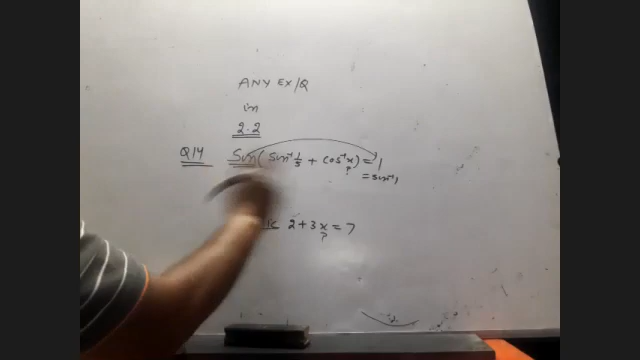 ANY EX/Q
in
2.2
Q14 Sin(Sin⁻¹ 1/5 + Cos⁻¹x) = 1
?
= Sin⁻¹1
2 + 3x = 7
?